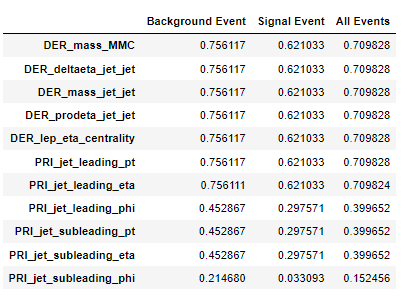 Background Event Signal Event All Events
DER_mass_MMC 0.756117 0.621033 0.709828
DER_deltaeta_jet_jet 0.756117 0.621033 0.709828
DER_mass_jet_jet 0.756117 0.621033 0.709828
DER_prodeta_jet_jet 0.756117 0.621033 0.709828
DER_lep_eta_centrality 0.756117 0.621033 0.709828
PRI_jet_leading_pt 0.756117 0.621033 0.709828
PRI_jet_leading_eta 0.756111 0.621033 0.709824
PRI_jet_leading_phi 0.452867 0.297571 0.399652
PRI_jet_subleading_pt 0.452867 0.297571 0.399652
PRI_jet_subleading_eta 0.452867 0.297571 0.399652
PRI_jet_subleading_phi 0.214680 0.033093 0.152456